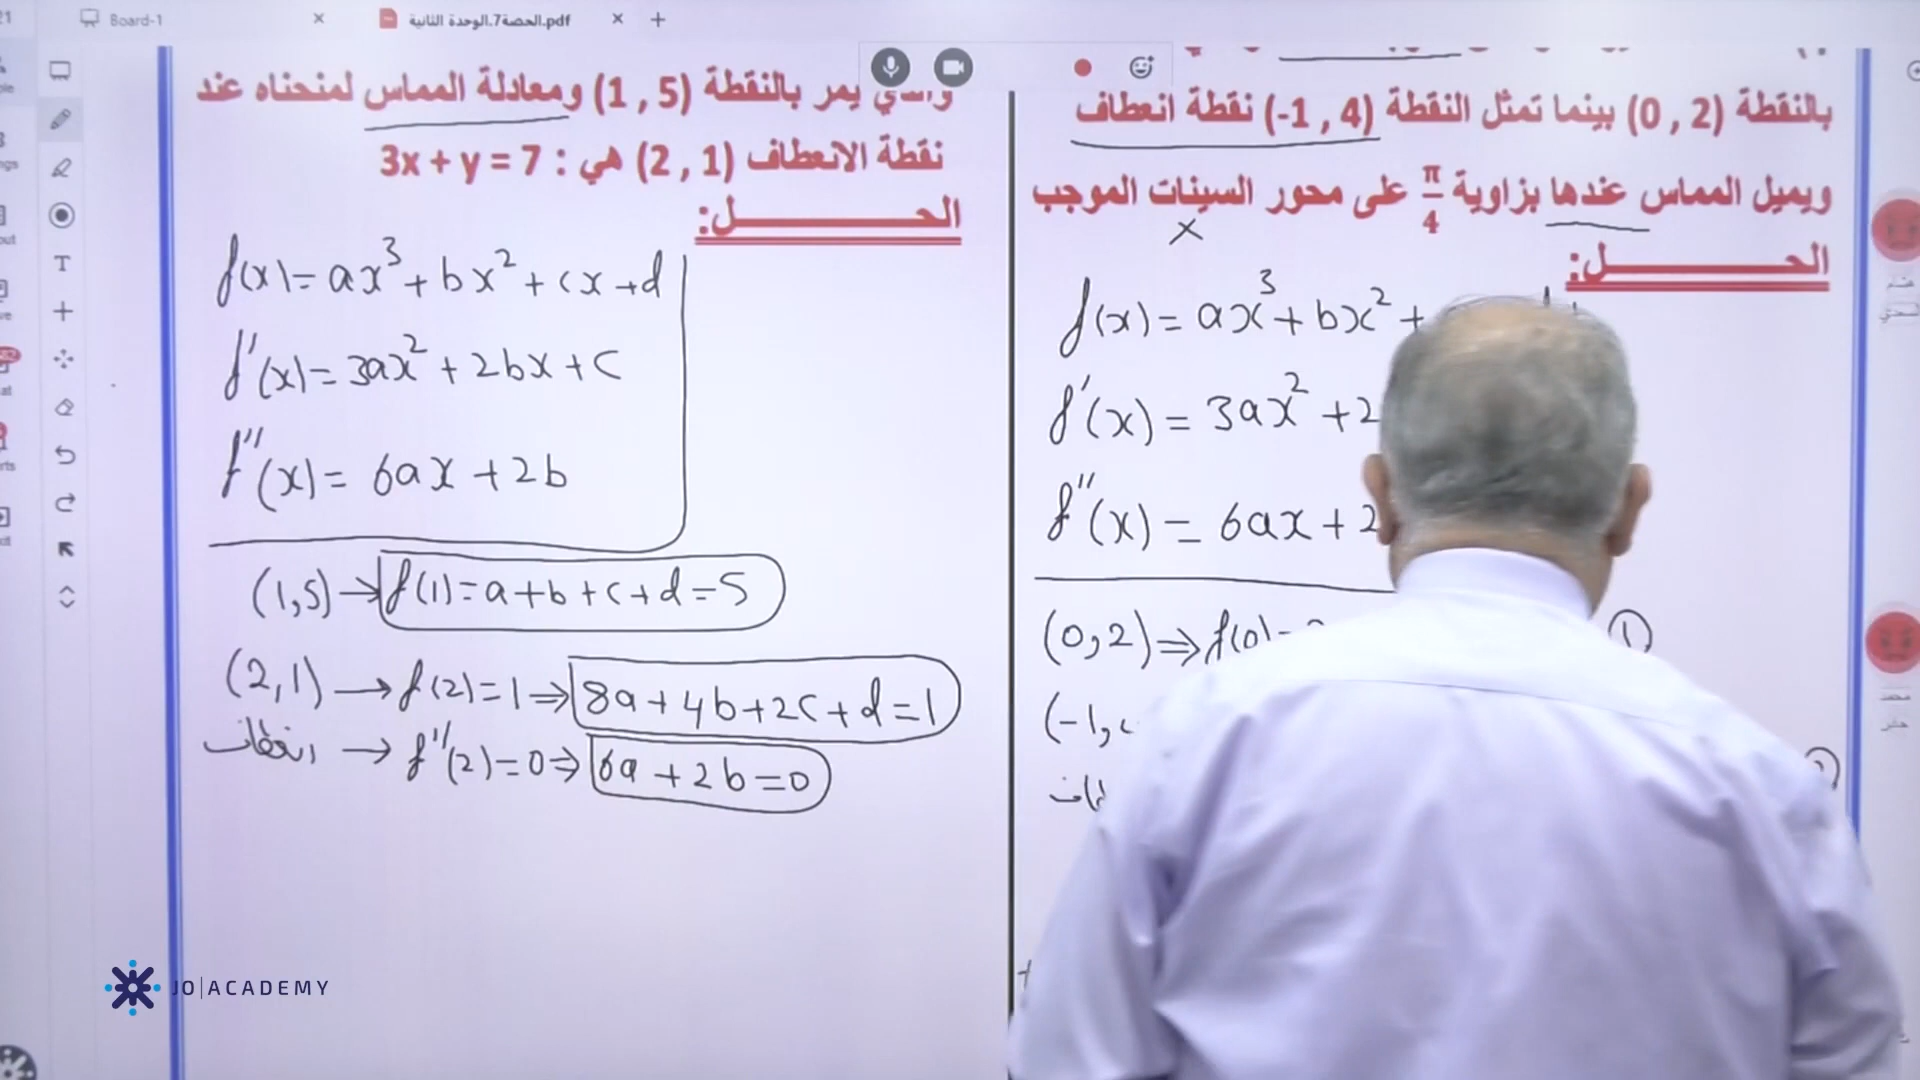 Board-1
الحصة7.الوحدة الثانية.pdf
بالنقطة (0 , 2) بينما تمثل النقطة (-1 , 4) نقطة انعطاف
ويميل المماس عندها بزاوية π/4 على محور السينات الموجب
x
الحــــــــل:
f(x) = ax³ + bx² +
f'(x) = 3ax² + 2
f''(x) = 6ax + 2
(0,2) ⇒ f(0)=
①
(-1,
يمر بالنقطة (1 , 5) ومعادلة المماس لمنحناه عند
نقطة الانعطاف (2 , 1) هي : 3x + y = 7
الحــــــــل:
f(x)= ax³ + bx² + cx + d
f'(x)= 3ax² + 2bx + c
f''(x)= 6ax + 2b
(1,5) → f(1)= a+b+c+d=5
(2,1) → f(2)=1 ⇒ 8a+4b+2c+d=1
انعطاف → f''(2)=0 ⇒ 6a+2b=0
JO|ACADEMY